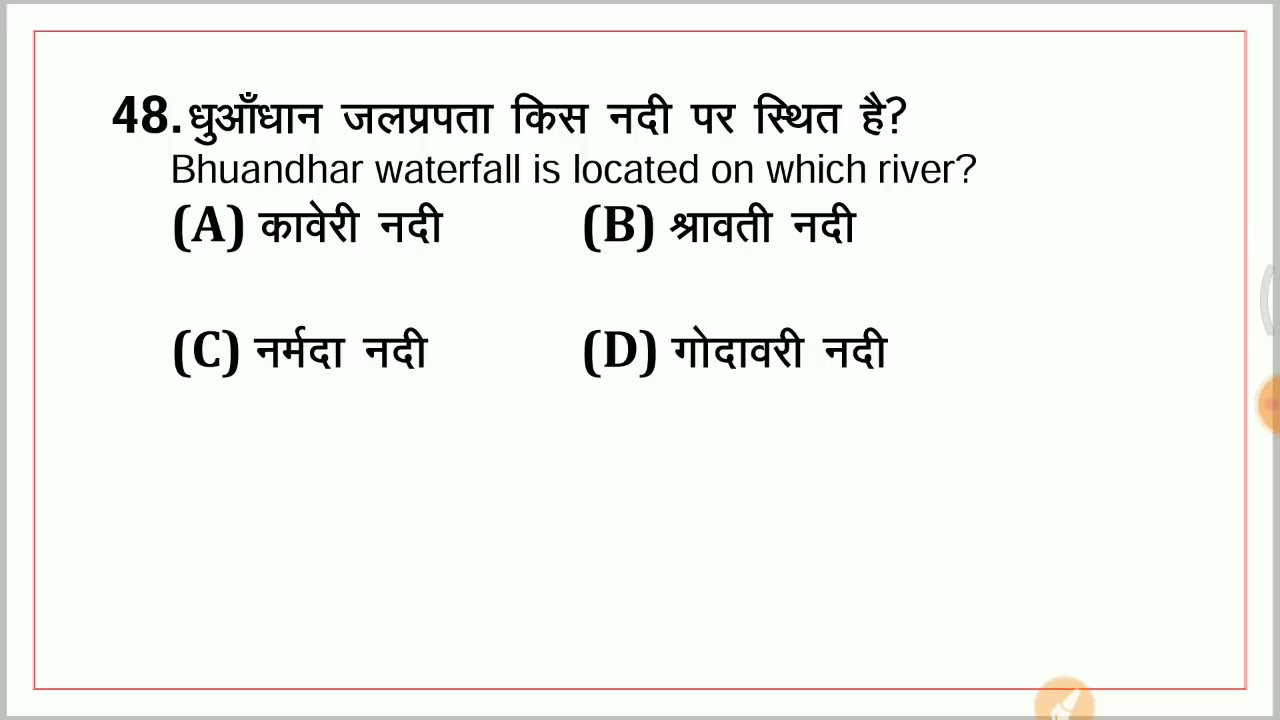 48. धुआँधान जलप्रपता किस नदी पर स्थित है?
Bhuandhar waterfall is located on which river?
(A) कावेरी नदी (B) श्रावती नदी
(C) नर्मदा नदी (D) गोदावरी नदी